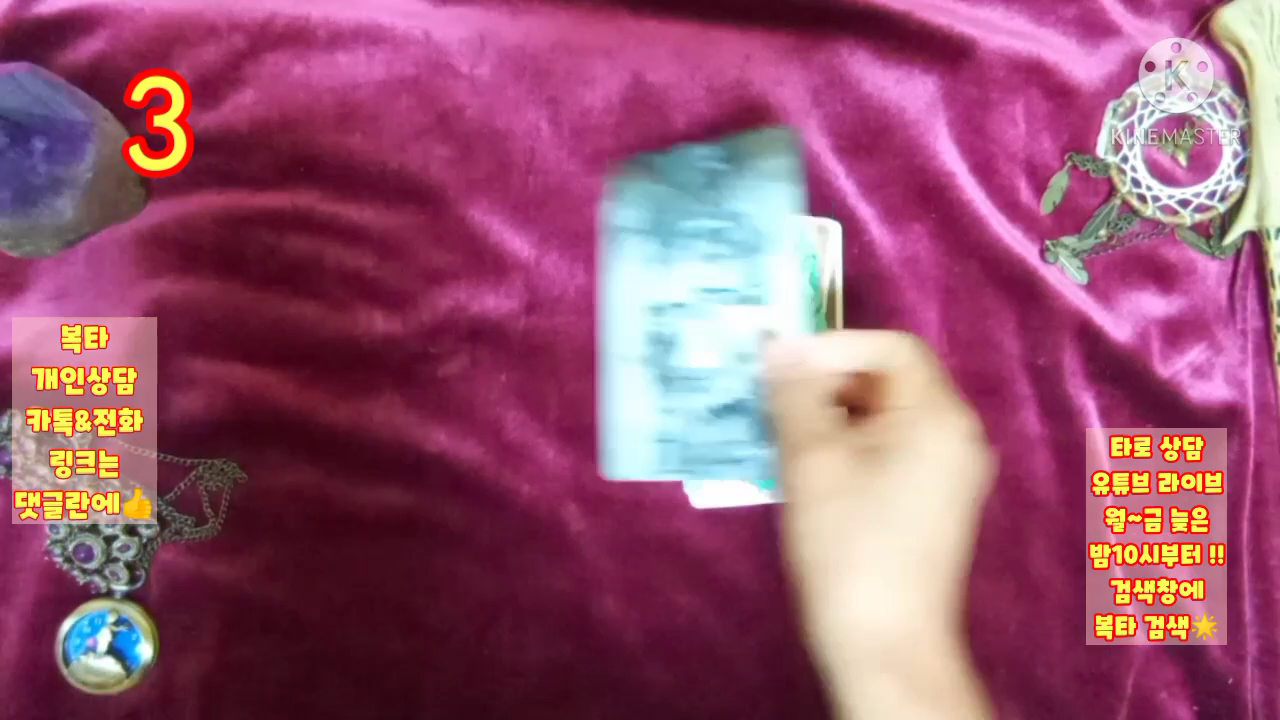 3
K
KINEMASTER
복타
개인상담
카톡&전화
링크는
댓글란에👍
타로 상담
유튜브 라이브
월~금 늦은
밤10시부터 !!
검색창에
복타 검색🌟